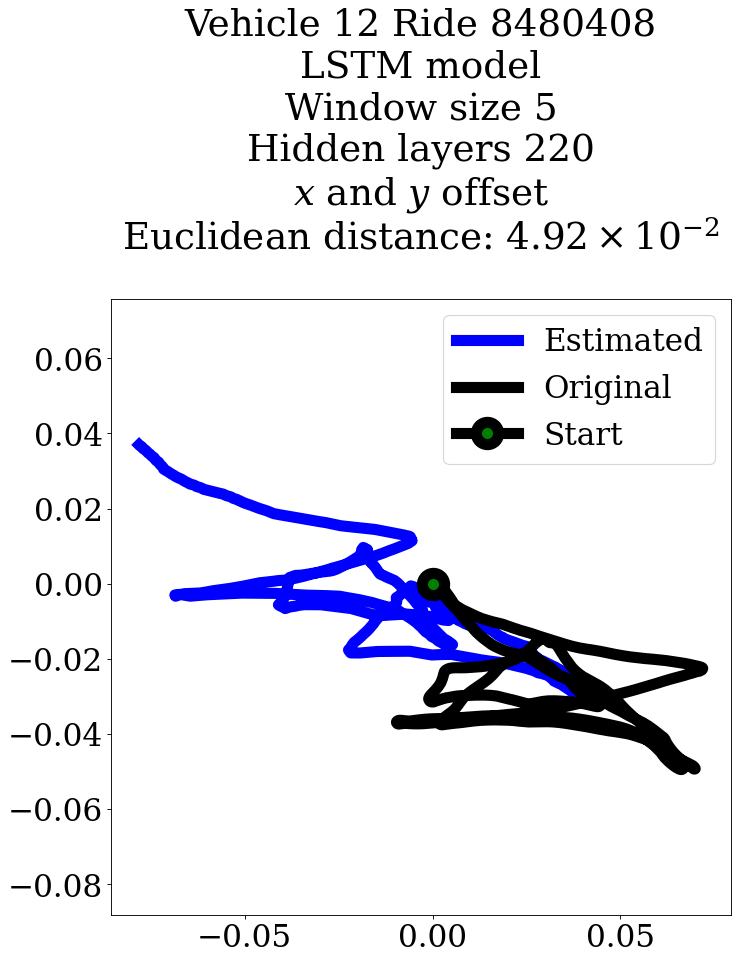 Vehicle 12 Ride 8480408
LSTM model
Window size 5
Hidden layers 220
x and y offset
Euclidean distance: 4.92 × 10⁻²
Estimated
Original
Start
0.06
0.04
0.02
0.00
−0.02
−0.04
−0.06
−0.08
−0.05 0.00 0.05